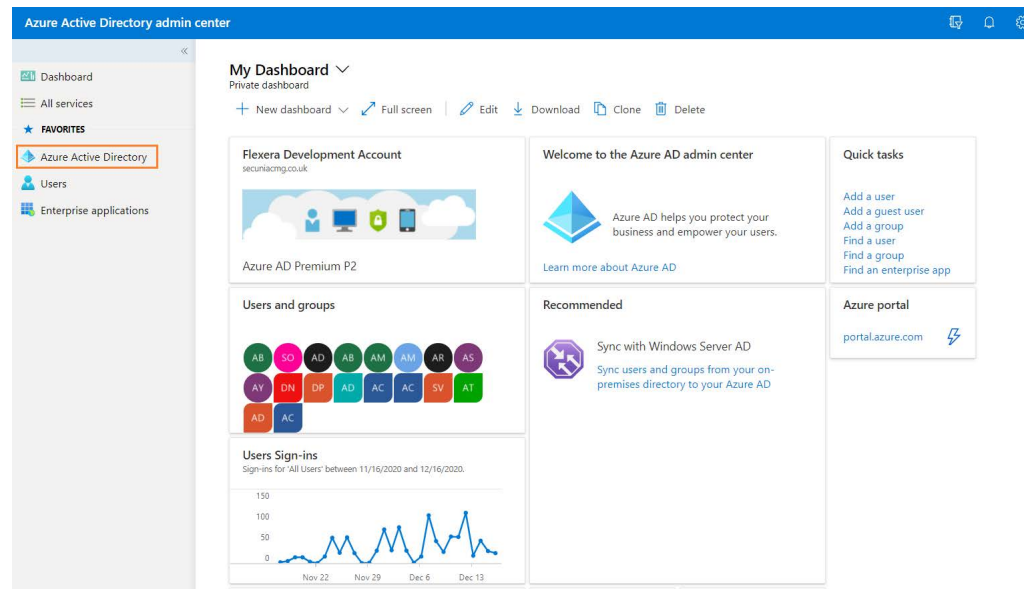 Azure Active Directory admin center
«
Dashboard
All services
FAVORITES
Azure Active Directory
Users
Enterprise applications
My Dashboard
Private dashboard
New dashboard
Full screen
Edit
Download
Clone
Delete
Flexera Development Account
secuniacmg.co.uk
Azure AD Premium P2
Welcome to the Azure AD admin center
Azure AD helps you protect your
business and empower your users.
Learn more about Azure AD
Quick tasks
Add a user
Add a guest user
Add a group
Find a user
Find a group
Find an enterprise app
Users and groups
AB SO AD AB AM AM AR AS
AY DN DP AD AC AC SV AT
AD AC
Recommended
Sync with Windows Server AD
Sync users and groups from your on-
premises directory to your Azure AD
Azure portal
portal.azure.com
Users Sign-ins
Sign-ins for 'All Users' between 11/16/2020 and 12/16/2020.
150
100
50
0
Nov 22 Nov 29 Dec 6 Dec 13